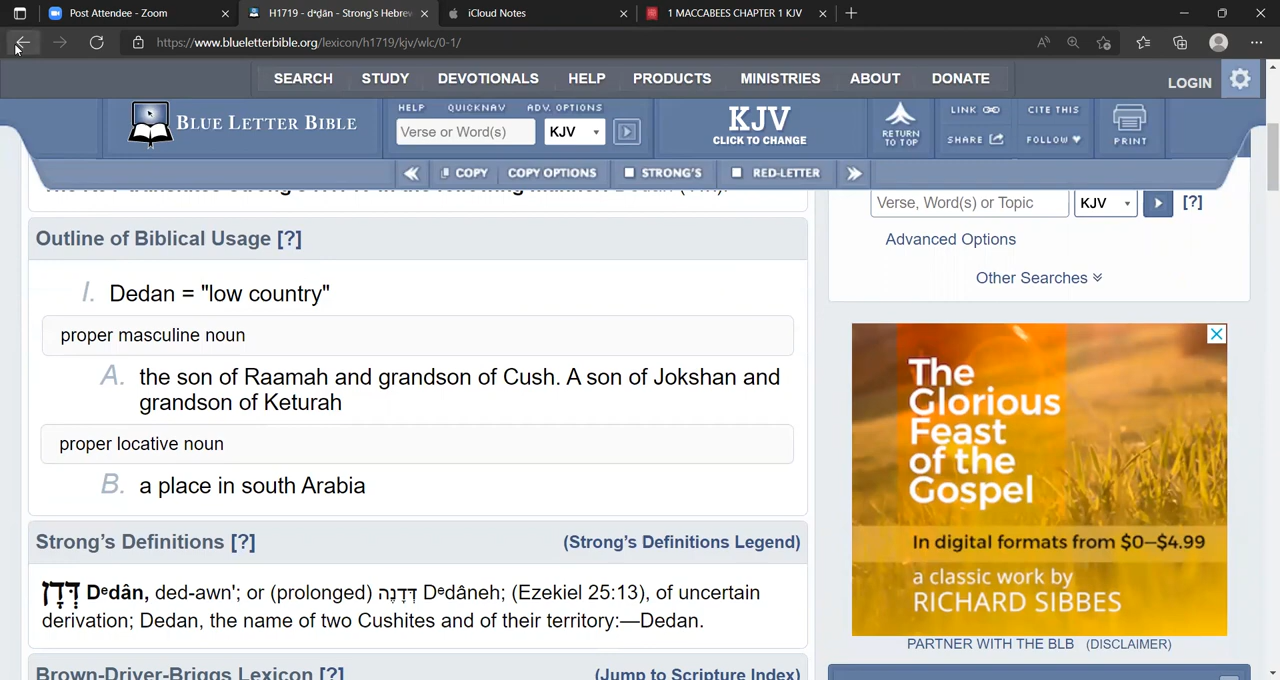 Post Attendee - Zoom
H1719 - dᵊḏān - Strong's Hebrew
iCloud Notes
1 MACCABEES CHAPTER 1 KJV
https://www.blueletterbible.org/lexicon/h1719/kjv/wlc/0-1/
SEARCH STUDY DEVOTIONALS HELP PRODUCTS MINISTRIES ABOUT DONATE LOGIN
BLUE LETTER BIBLE
HELP QUICKNAV ADV. OPTIONS
Verse or Word(s) KJV
KJV
CLICK TO CHANGE
RETURN
TO TOP
LINK CITE THIS
SHARE FOLLOW
PRINT
COPY COPY OPTIONS STRONG'S RED-LETTER
Outline of Biblical Usage [?]
I. Dedan = "low country"
proper masculine noun
A. the son of Raamah and grandson of Cush. A son of Jokshan and
grandson of Keturah
proper locative noun
B. a place in south Arabia
Strong's Definitions [?] (Strong's Definitions Legend)
דְּדָן Dᵉdân, ded-awn'; or (prolonged) דְּדָנֶה Dᵉdâneh; (Ezekiel 25:13), of uncertain
derivation; Dedan, the name of two Cushites and of their territory:—Dedan.
Brown-Driver-Briggs Lexicon [?] (Jump to Scripture Index)
Verse, Word(s) or Topic KJV [?]
Advanced Options
Other Searches
The
Glorious
Feast
of the
Gospel
In digital formats from $0–$4.99
a classic work by
RICHARD SIBBES
PARTNER WITH THE BLB (DISCLAIMER)